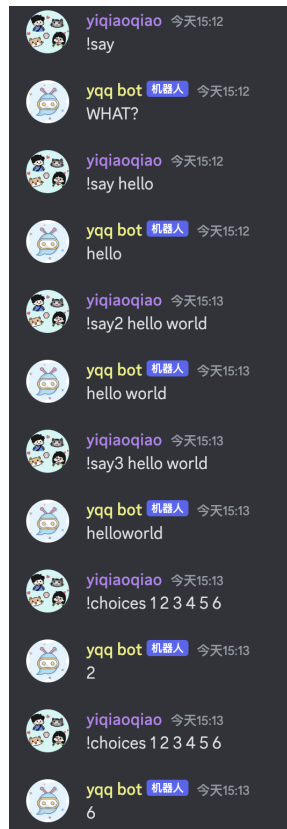 yiqiaoqiao 今天15:12
!say
yqq bot 机器人 今天15:12
WHAT?
yiqiaoqiao 今天15:12
!say hello
yqq bot 机器人 今天15:12
hello
yiqiaoqiao 今天15:13
!say2 hello world
yqq bot 机器人 今天15:13
hello world
yiqiaoqiao 今天15:13
!say3 hello world
yqq bot 机器人 今天15:13
helloworld
yiqiaoqiao 今天15:13
!choices 1 2 3 4 5 6
yqq bot 机器人 今天15:13
2
yiqiaoqiao 今天15:13
!choices 1 2 3 4 5 6
yqq bot 机器人 今天15:13
6